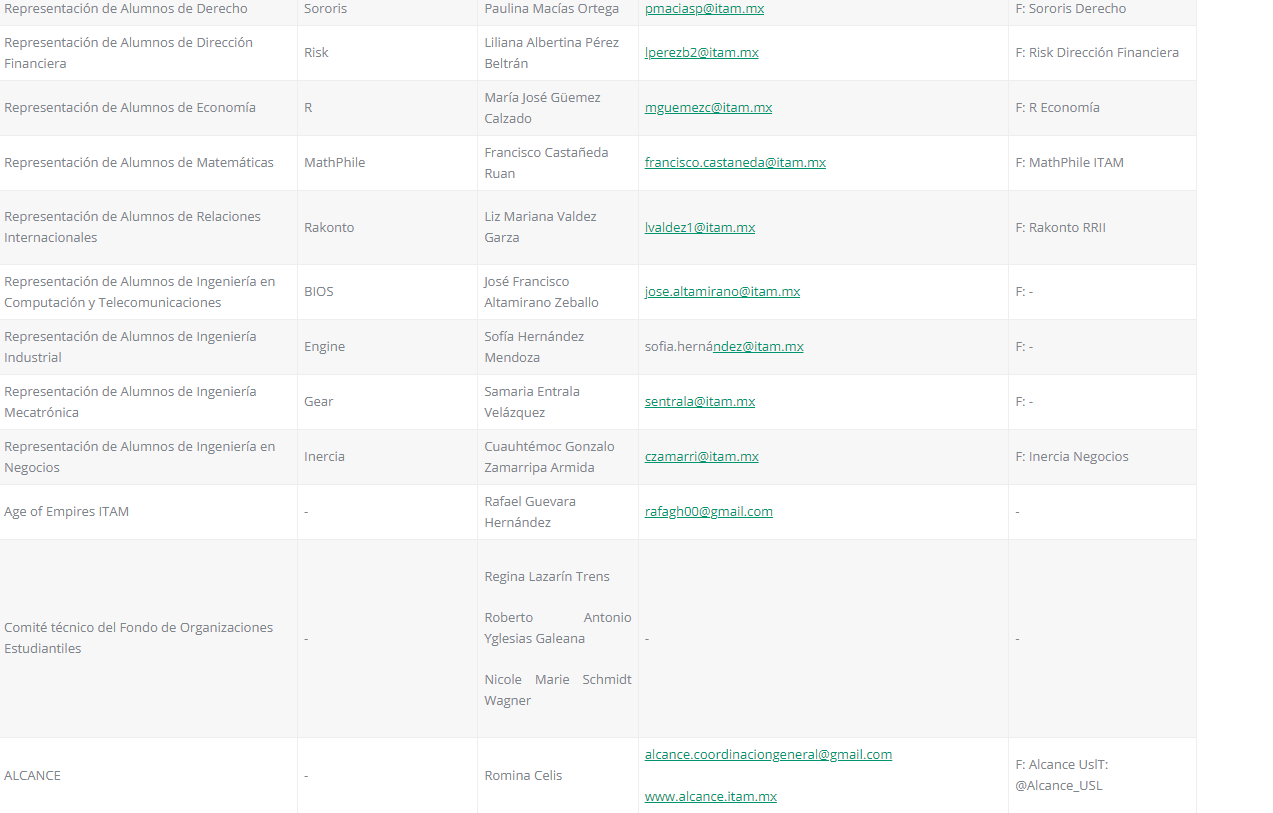 Representación de Alumnos de Derecho
Sororis
Paulina Macías Ortega
pmaciasp@itam.mx
F: Sororis Derecho
Representación de Alumnos de Dirección
Financiera
Risk
Liliana Albertina Pérez
Beltrán
lperezb2@itam.mx
F: Risk Dirección Financiera
Representación de Alumnos de Economía
R
María José Güemez
Calzado
mguemezc@itam.mx
F: R Economía
Representación de Alumnos de Matemáticas
MathPhile
Francisco Castañeda
Ruan
francisco.castaneda@itam.mx
F: MathPhile ITAM
Representación de Alumnos de Relaciones
Internacionales
Rakonto
Liz Mariana Valdez
Garza
lvaldez1@itam.mx
F: Rakonto RRII
Representación de Alumnos de Ingeniería en
Computación y Telecomunicaciones
BIOS
José Francisco
Altamirano Zeballo
jose.altamirano@itam.mx
F: -
Representación de Alumnos de Ingeniería
Industrial
Engine
Sofía Hernández
Mendoza
sofia.hernández@itam.mx
F: -
Representación de Alumnos de Ingeniería
Mecatrónica
Gear
Samaria Entrala
Velázquez
sentrala@itam.mx
F: -
Representación de Alumnos de Ingeniería en
Negocios
Inercia
Cuauhtémoc Gonzalo
Zamarripa Armida
czamarri@itam.mx
F: Inercia Negocios
Age of Empires ITAM
-
Rafael Guevara
Hernández
rafagh00@gmail.com
-
Comité técnico del Fondo de Organizaciones
Estudiantiles
-
Regina Lazarín Trens
Roberto Antonio
Yglesias Galeana
Nicole Marie Schmidt
Wagner
-
-
ALCANCE
-
Romina Celis
alcance.coordinaciongeneral@gmail.com
www.alcance.itam.mx
F: Alcance UslT:
@Alcance_USL